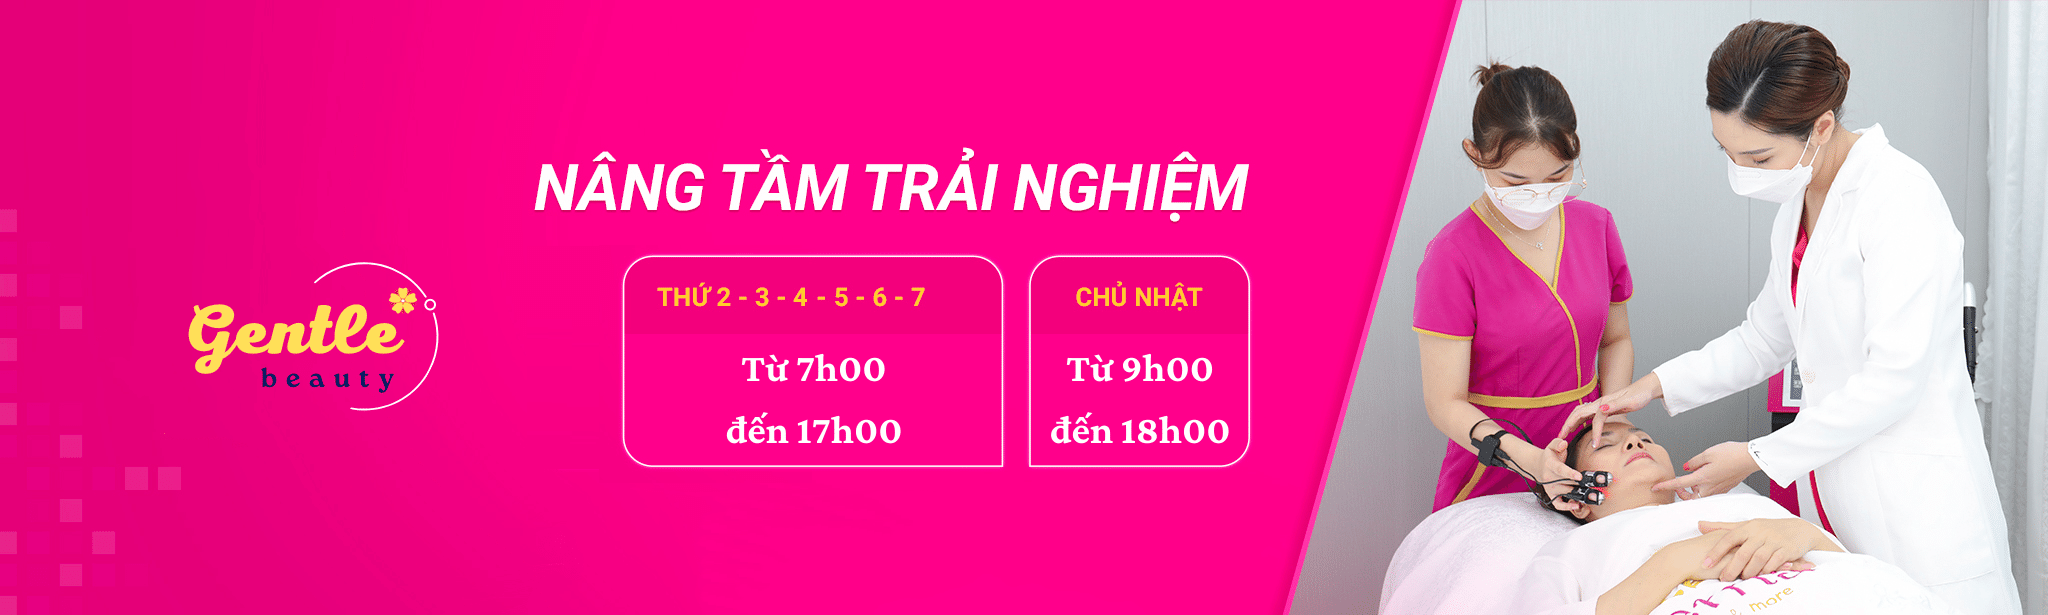 NÂNG TẦM TRẢI NGHIỆM
Gentle
beauty
THỨ 2 - 3 - 4 - 5 - 6 - 7
Từ 7h00
đến 17h00
CHỦ NHẬT
Từ 9h00
đến 18h00
& more